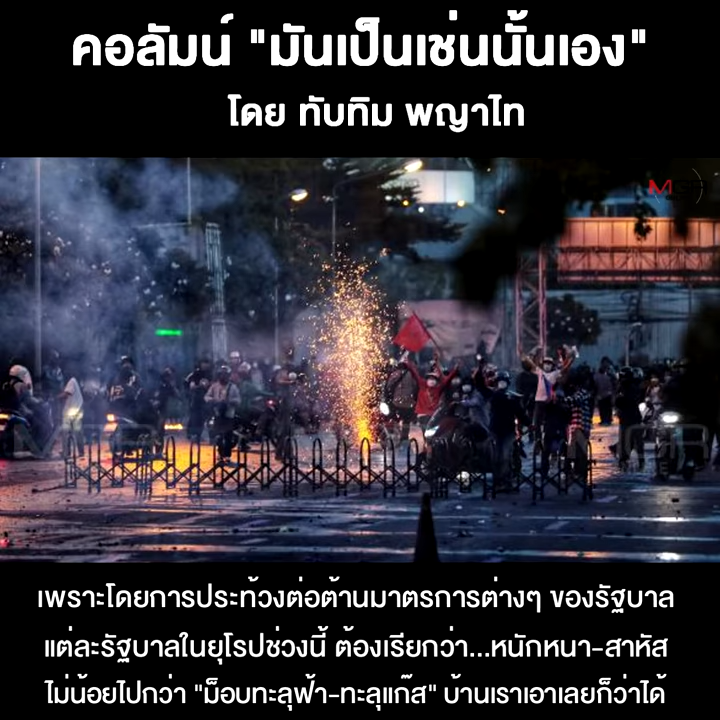 คอลัมน์ "มันเป็นเช่นนั้นเอง"
โดย ทับทิม พญาไท
MGR
เพราะโดยการประท้วงต่อต้านมาตรการต่างๆ ของรัฐบาล
แต่ละรัฐบาลในยุโรปช่วงนี้ ต้องเรียกว่า...หนักหนา-สาหัส
ไม่น้อยไปกว่า "ม็อบทะลุฟ้า-ทะลุแก๊ส" บ้านเราเอาเลยก็ว่าได้